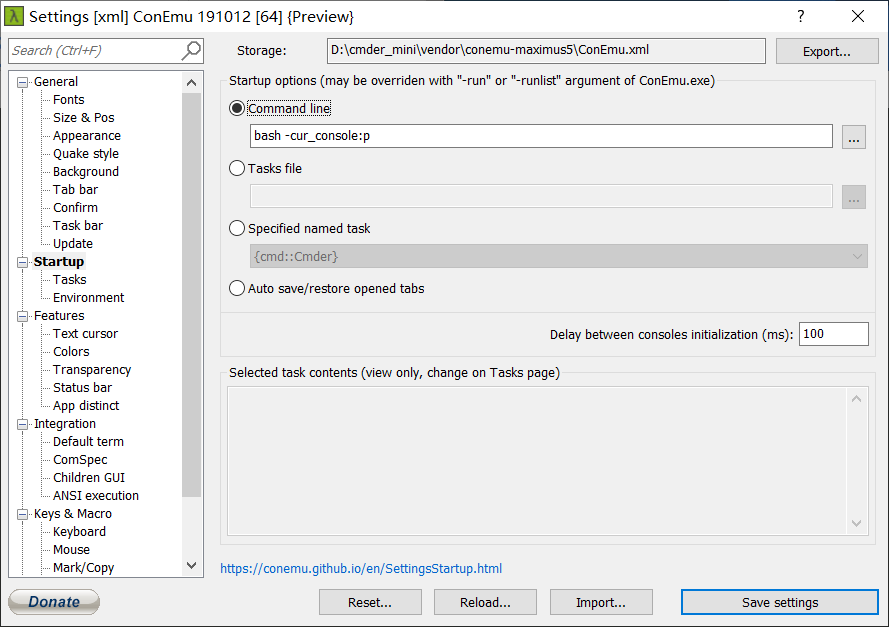 Settings [xml] ConEmu 191012 [64] {Preview}
Search (Ctrl+F)
Storage:
D:\cmder_mini\vendor\conemu-maximus5\ConEmu.xml
Export...
General
Fonts
Size & Pos
Appearance
Quake style
Background
Tab bar
Confirm
Task bar
Update
Startup
Tasks
Environment
Features
Text cursor
Colors
Transparency
Status bar
App distinct
Integration
Default term
ComSpec
Children GUI
ANSI execution
Keys & Macro
Keyboard
Mouse
Mark/Copy
Startup options (may be overriden with "-run" or "-runlist" argument of ConEmu.exe)
Command line
bash -cur_console:p
...
Tasks file
...
Specified named task
{cmd::Cmder}
Auto save/restore opened tabs
Delay between consoles initialization (ms):
100
Selected task contents (view only, change on Tasks page)
https://conemu.github.io/en/SettingsStartup.html
Donate
Reset...
Reload...
Import...
Save settings